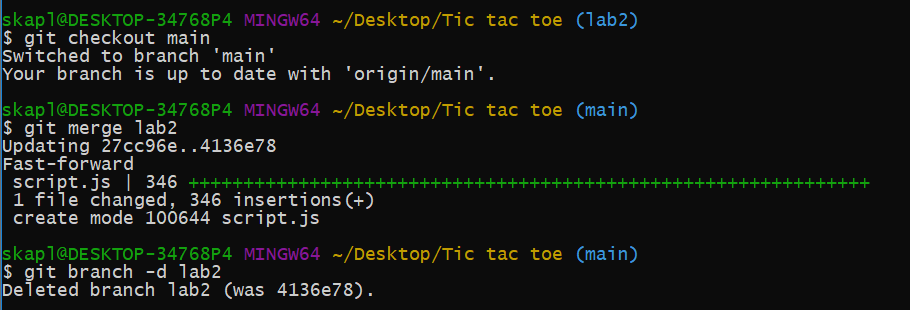 skapl@DESKTOP-34768P4 MINGW64 ~/Desktop/Tic tac toe (lab2)
$ git checkout main
Switched to branch 'main'
Your branch is up to date with 'origin/main'.
skapl@DESKTOP-34768P4 MINGW64 ~/Desktop/Tic tac toe (main)
$ git merge lab2
Updating 27cc96e..4136e78
Fast-forward
script.js | 346 ++++++++++++++++++++++++++++++++++++++++++++++++++++++++++++++
1 file changed, 346 insertions(+)
create mode 100644 script.js
skapl@DESKTOP-34768P4 MINGW64 ~/Desktop/Tic tac toe (main)
$ git branch -d lab2
Deleted branch lab2 (was 4136e78).